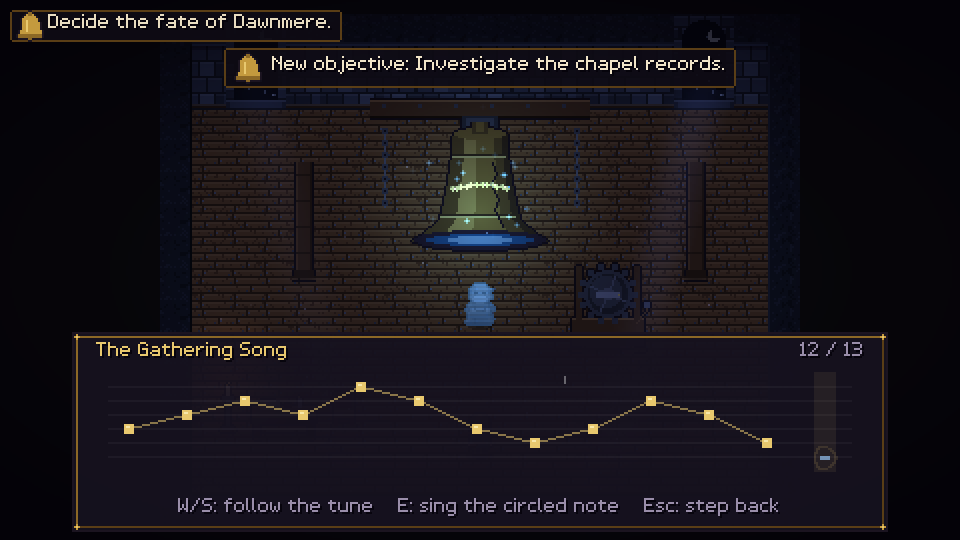 Decide the fate of Dawnmere.
New objective: Investigate the chapel records.
The Gathering Song
12 / 13
W/S: follow the tune E: sing the circled note Esc: step back